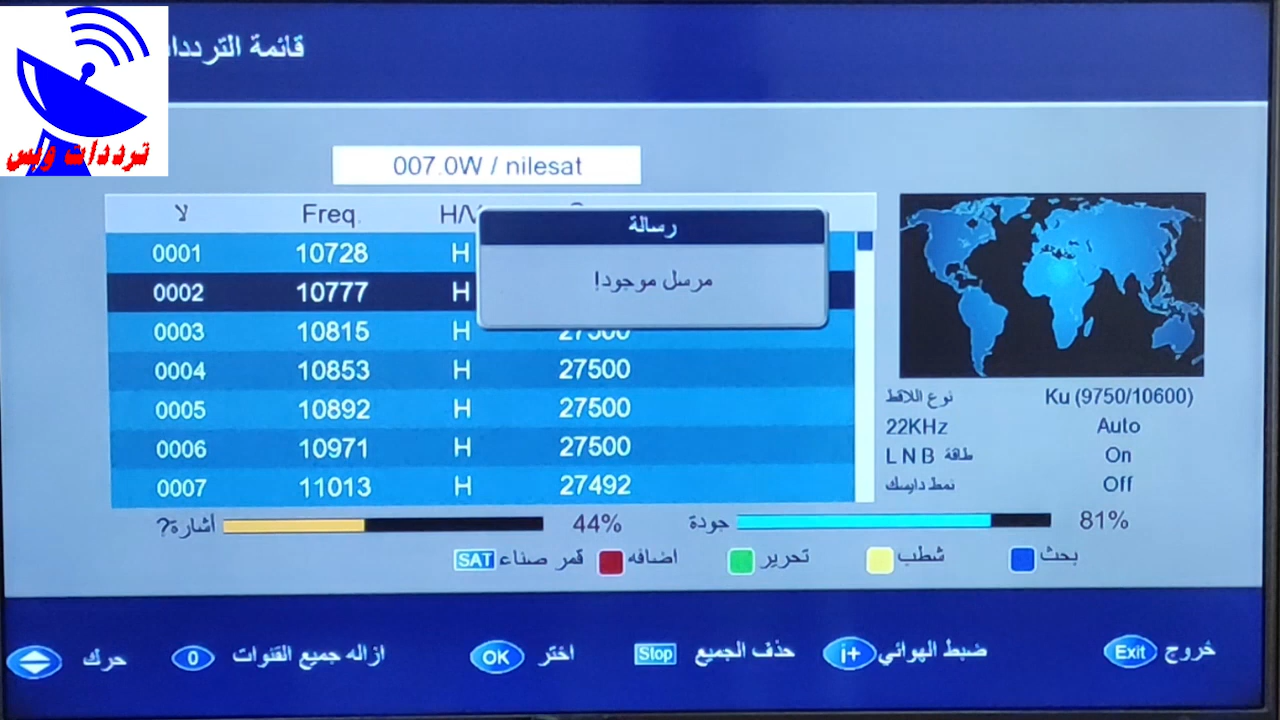 قائمة الترددا
ترددات ويس
007.0W / nilesat
لا Freq. H/V
رسالة
مرسل موجود!
0001 10728 H
0002 10777 H
0003 10815 H 27500
0004 10853 H 27500
0005 10892 H 27500
0006 10971 H 27500
0007 11013 H 27492
نوع اللاقط Ku (9750/10600)
22KHz Auto
طاقة LNB On
نمط دايسك Off
أشارة? 44% جودة 81%
SAT قمر صناء اضافه تحرير شطب بحث
حرك 0 ازاله جميع القنوات OK اختر Stop حذف الجميع i+ ضبط الهوائي Exit خروج